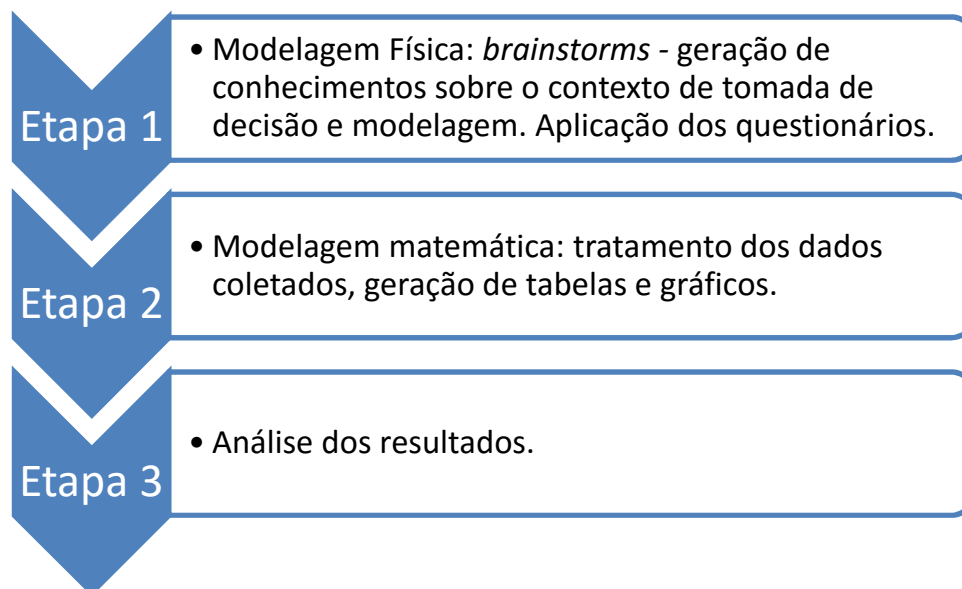 Etapa 1
• Modelagem Física: brainstorms - geração de
conhecimentos sobre o contexto de tomada de
decisão e modelagem. Aplicação dos questionários.
Etapa 2
• Modelagem matemática: tratamento dos dados
coletados, geração de tabelas e gráficos.
Etapa 3
• Análise dos resultados.